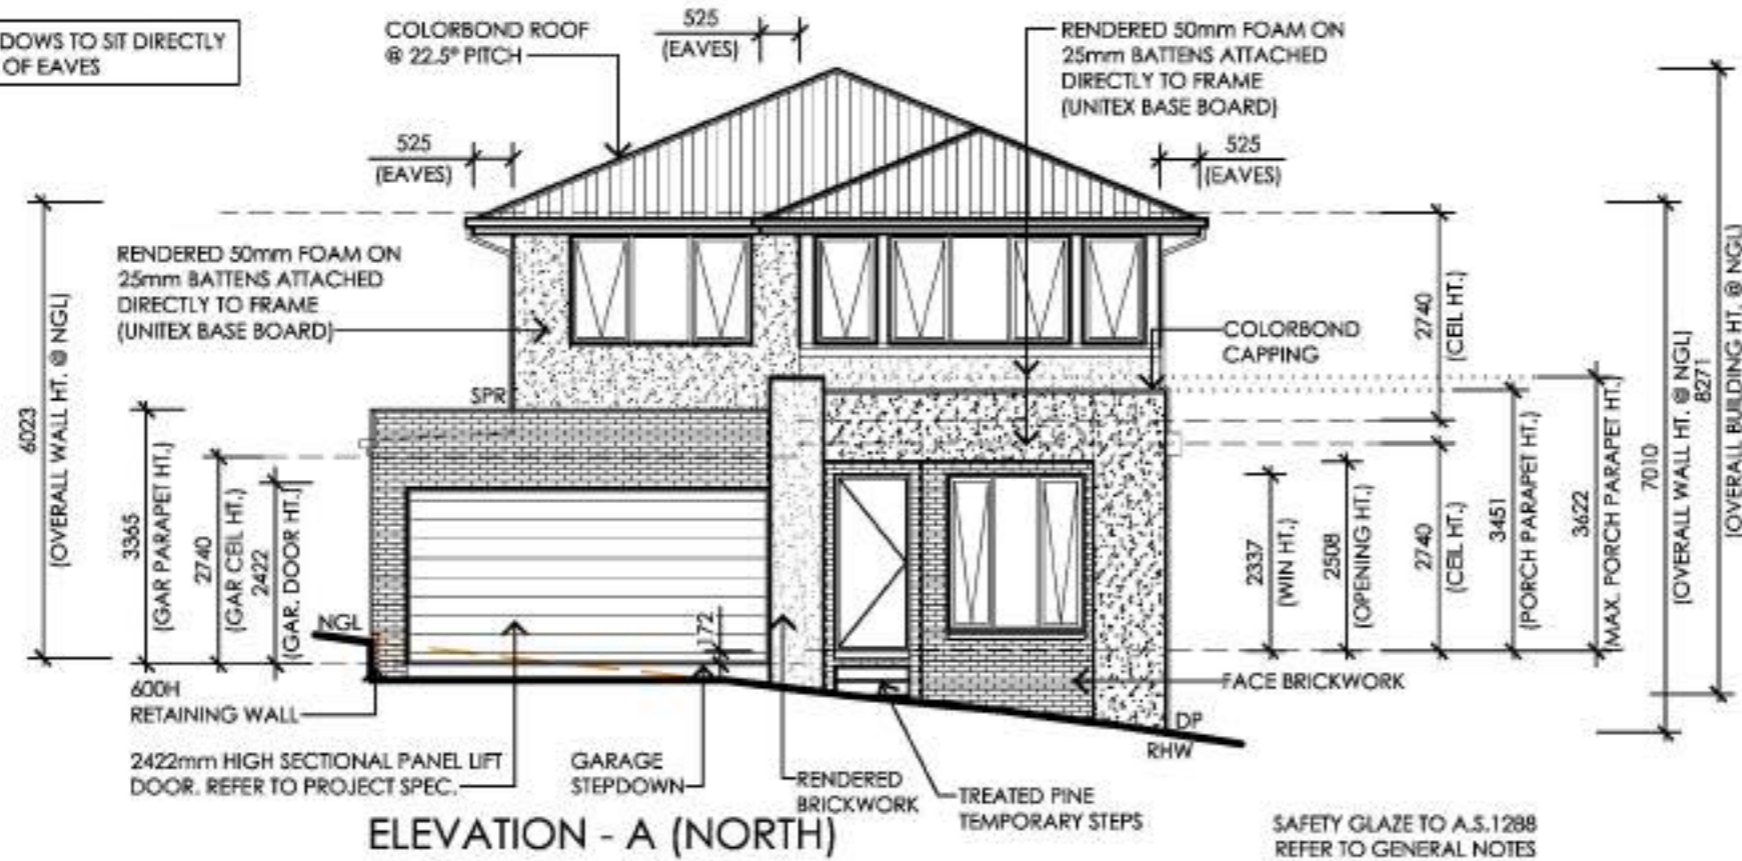 DOWS TO SIT DIRECTLY
OF EAVES
COLORBOND ROOF
@ 22.5° PITCH
525
(EAVES)
RENDERED 50mm FOAM ON
25mm BATTENS ATTACHED
DIRECTLY TO FRAME
(UNITEX BASE BOARD)
525
(EAVES)
525
(EAVES)
RENDERED 50mm FOAM ON
25mm BATTENS ATTACHED
DIRECTLY TO FRAME
(UNITEX BASE BOARD)
COLORBOND
CAPPING
SPR
6023
(OVERALL WALL HT. @ NGL)
3365
(GAR PARAPET HT.)
2740
(GAR CEIL HT.)
2422
(GAR. DOOR HT.)
NGL
172
2337
(WIN HT.)
2508
(OPENING HT.)
2740
(CEIL HT.)
2740
(CEIL HT.)
3451
(PORCH PARAPET HT.)
3622
(MAX. PORCH PARAPET HT.)
7010
(OVERALL WALL HT. @ NGL)
8271
(OVERALL BUILDING HT. @ NGL)
600H
RETAINING WALL
FACE BRICKWORK
DP
RHW
2422mm HIGH SECTIONAL PANEL LIFT
DOOR. REFER TO PROJECT SPEC.
GARAGE
STEPDOWN
RENDERED
BRICKWORK
TREATED PINE
TEMPORARY STEPS
ELEVATION - A (NORTH)
SAFETY GLAZE TO A.S.1288
REFER TO GENERAL NOTES